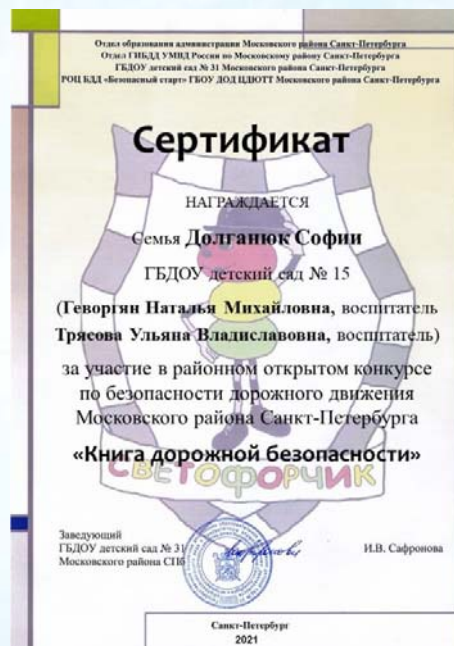 Отдел образования администрации Московского района Санкт-Петербурга
Отдел ГИБДД УМВД России по Московскому району Санкт-Петербурга
ГБДОУ детский сад № 31 Московского района Санкт-Петербурга
РОЦ БДД «Безопасный старт» ГБОУ ДОД ЦДЮТТ Московского района Санкт-Петербурга
Сертификат
НАГРАЖДАЕТСЯ
Семья Долганюк Софии
ГБДОУ детский сад № 15
(Геворгян Наталья Михайловна, воспитатель
Трясова Ульяна Владиславовна, воспитатель)
за участие в районном открытом конкурсе
по безопасности дорожного движения
Московского района Санкт-Петербурга
«Книга дорожной безопасности»
СВЕТОФОРЧИК
Заведующий
ГБДОУ детский сад № 31
Московского района СПб
И.В. Сафронова
Санкт-Петербург
2021